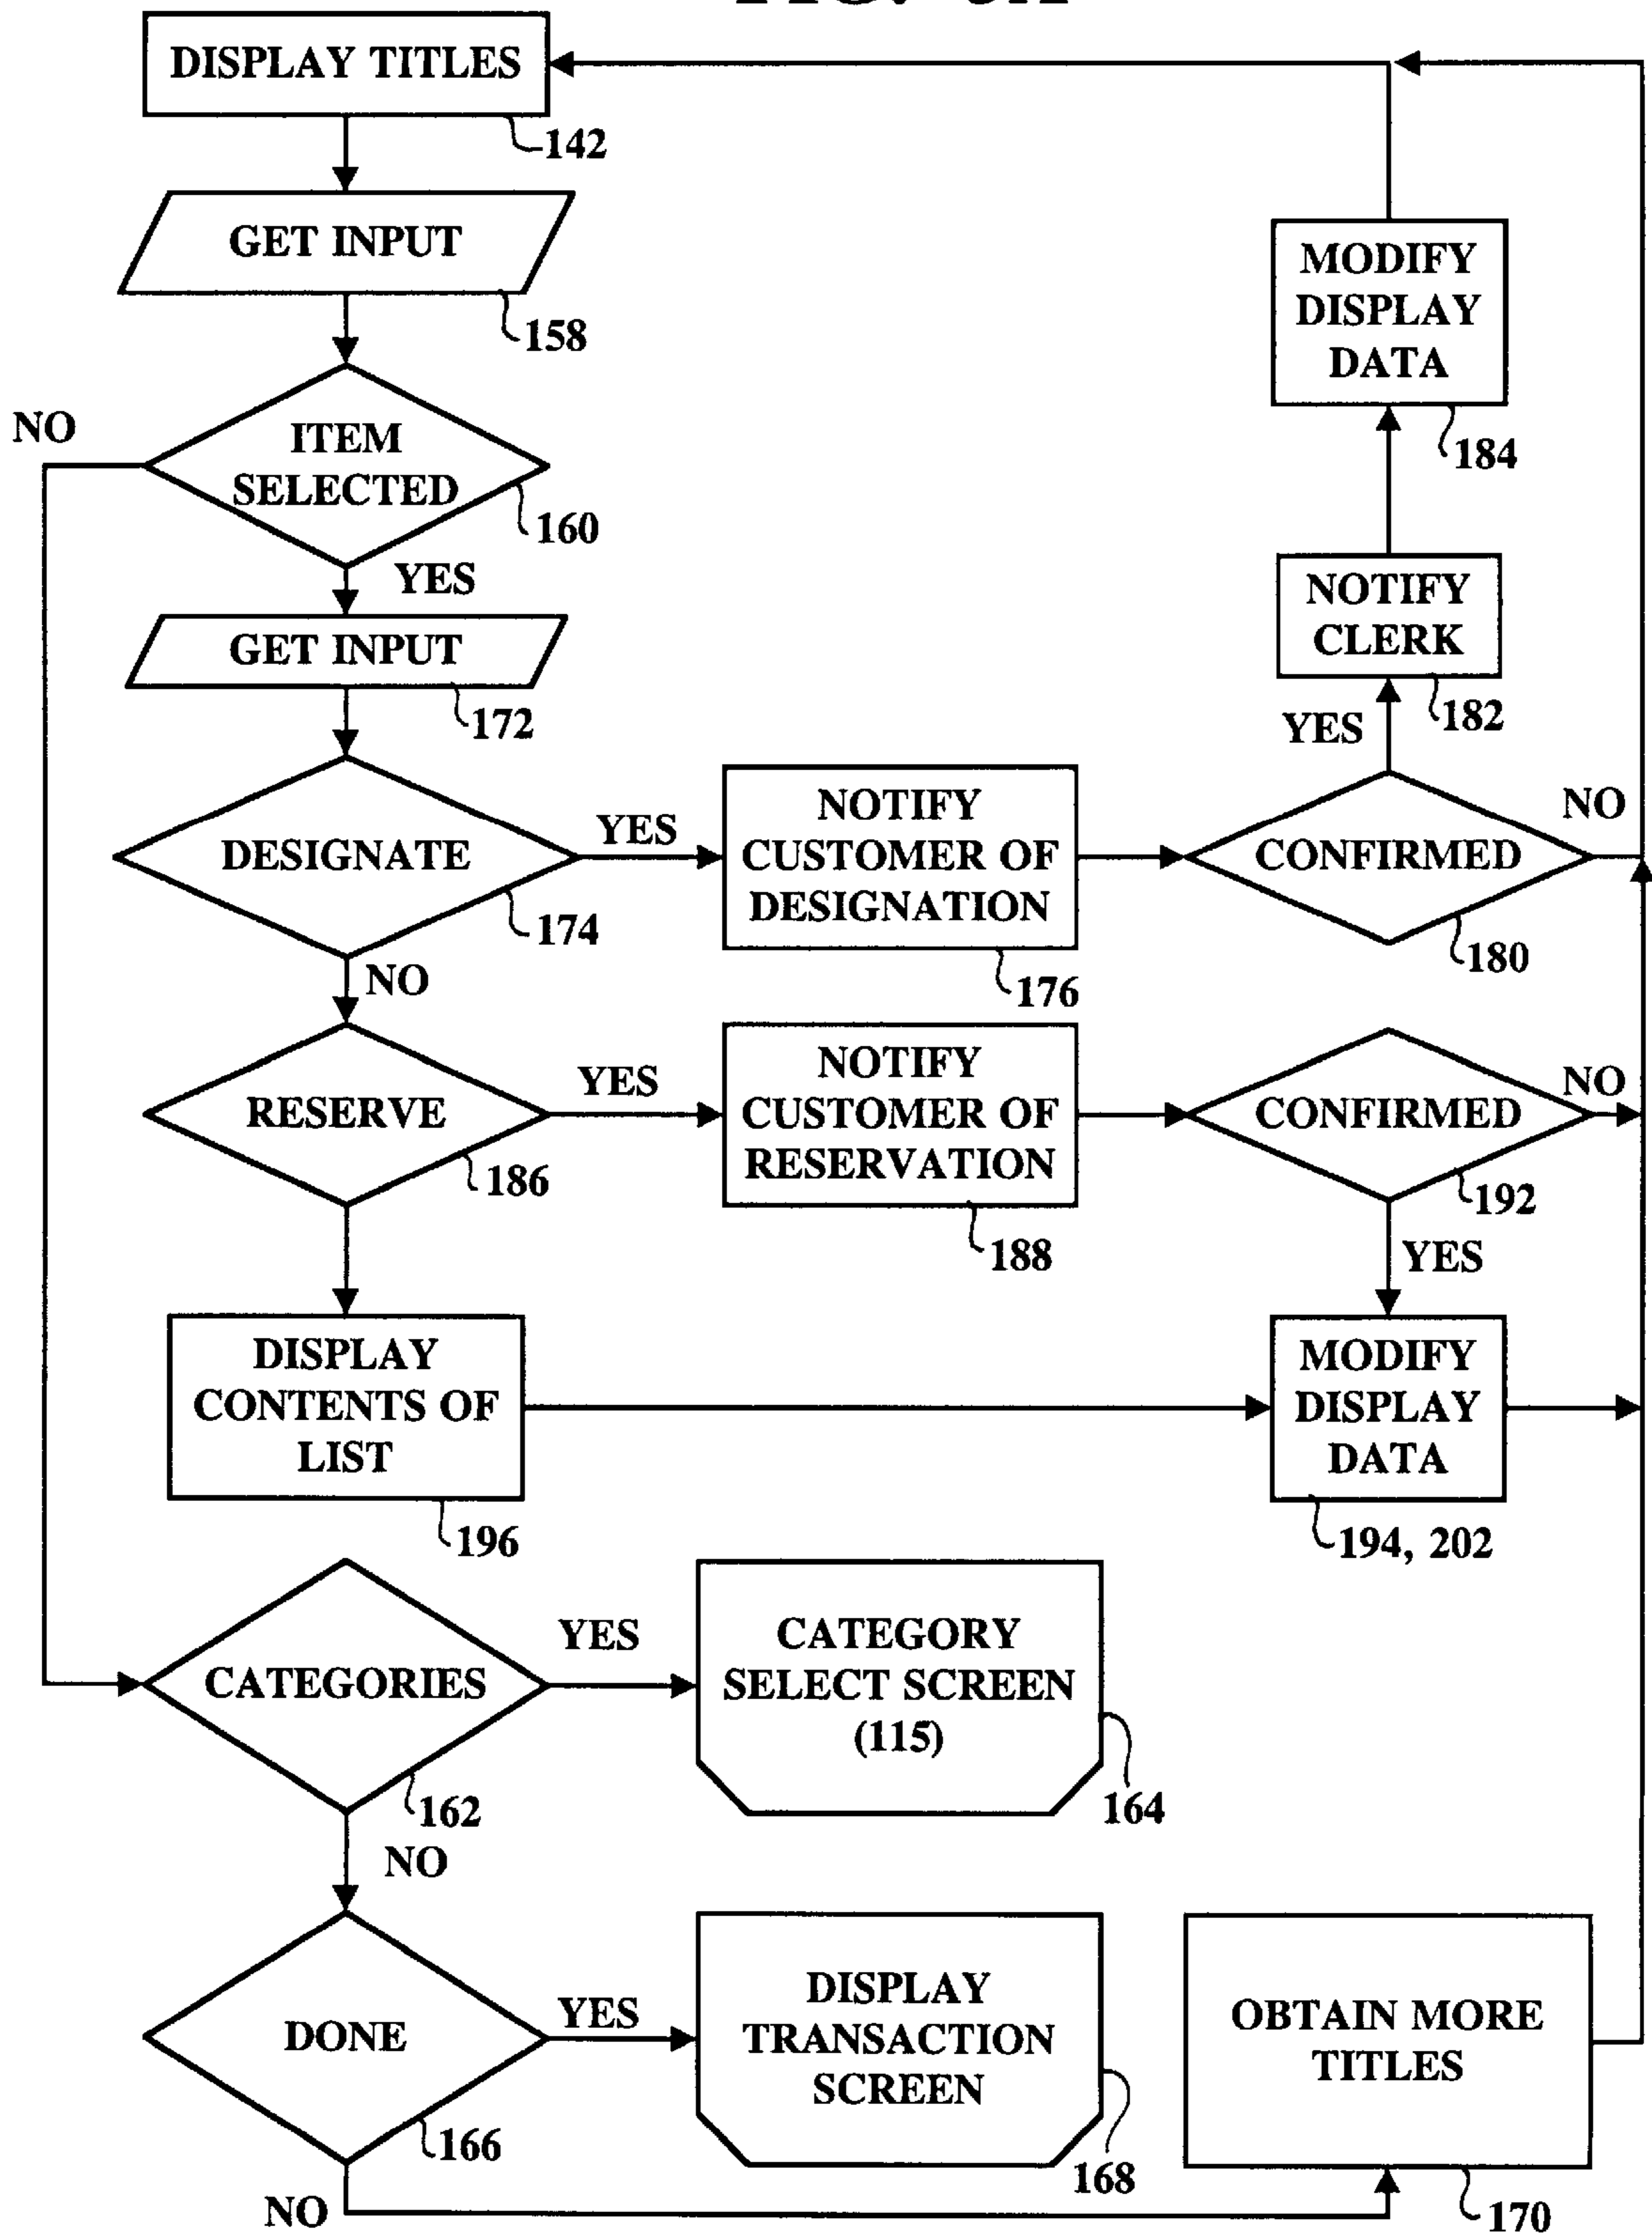 DISPLAY TITLES
142
GET INPUT
158
MODIFY
DISPLAY
DATA
184
NO
ITEM
SELECTED
160
YES
NOTIFY
CLERK
182
GET INPUT
172
YES
DESIGNATE
174
YES
NOTIFY
CUSTOMER OF
DESIGNATION
176
CONFIRMED
180
NO
NO
RESERVE
186
YES
NOTIFY
CUSTOMER OF
RESERVATION
188
CONFIRMED
192
NO
YES
DISPLAY
CONTENTS OF
LIST
196
MODIFY
DISPLAY
DATA
194, 202
CATEGORIES
162
YES
CATEGORY
SELECT SCREEN
(115)
164
NO
DONE
166
YES
DISPLAY
TRANSACTION
SCREEN
168
OBTAIN MORE
TITLES
170
NO